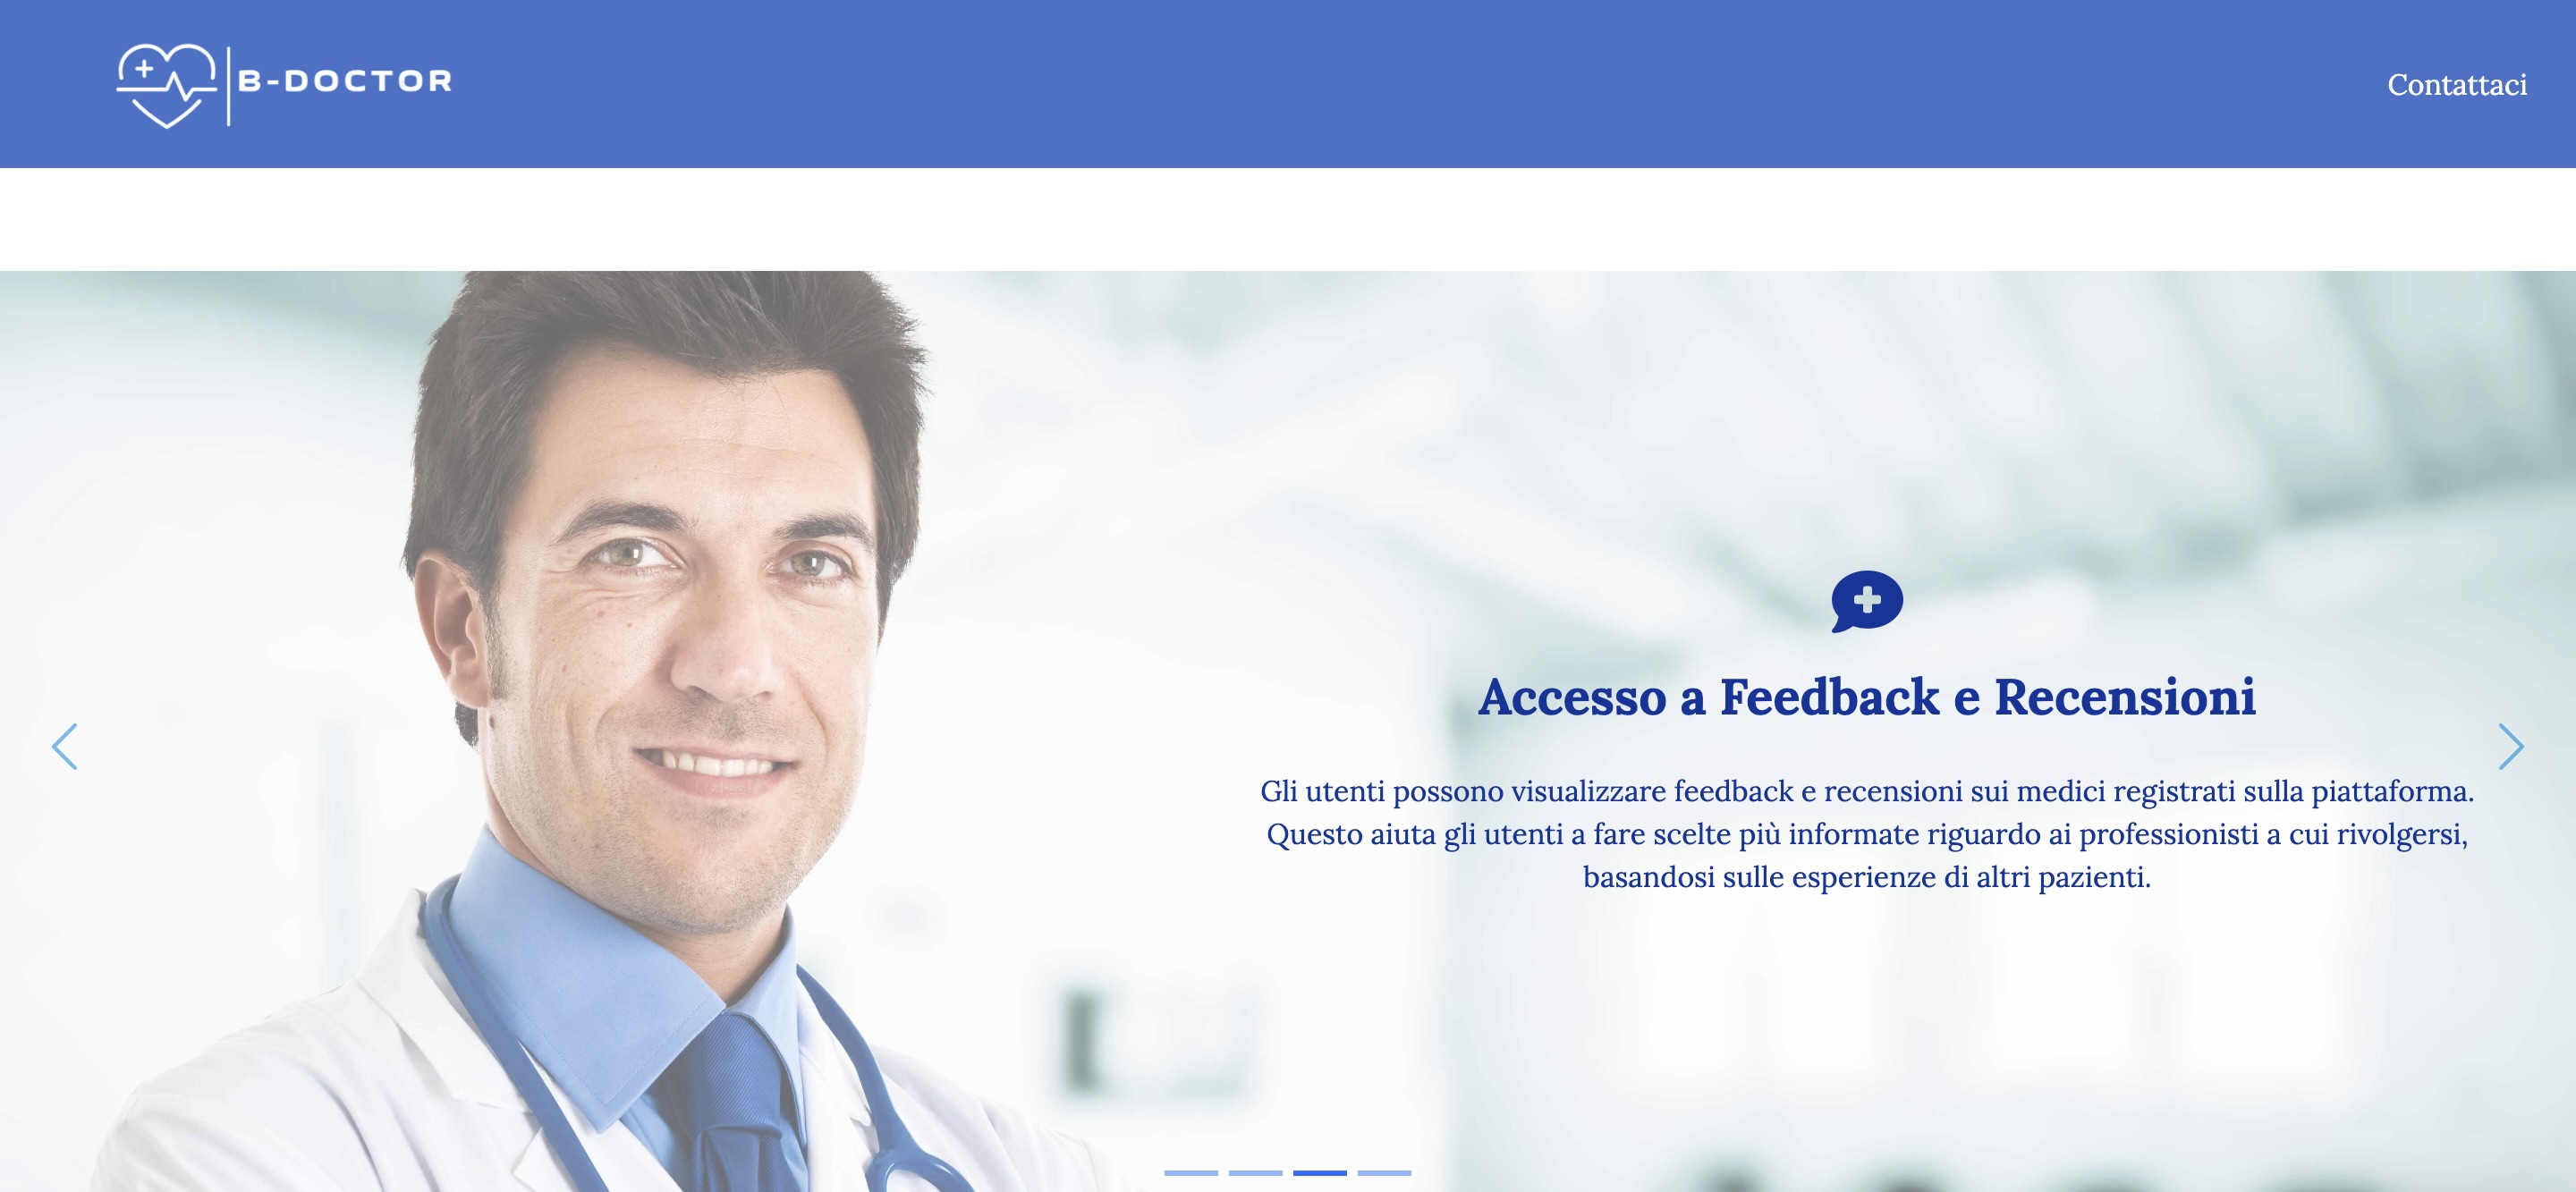 B-DOCTOR
Contattaci
Accesso a Feedback e Recensioni
Gli utenti possono visualizzare feedback e recensioni sui medici registrati sulla piattaforma.
Questo aiuta gli utenti a fare scelte più informate riguardo ai professionisti a cui rivolgersi,
basandosi sulle esperienze di altri pazienti.